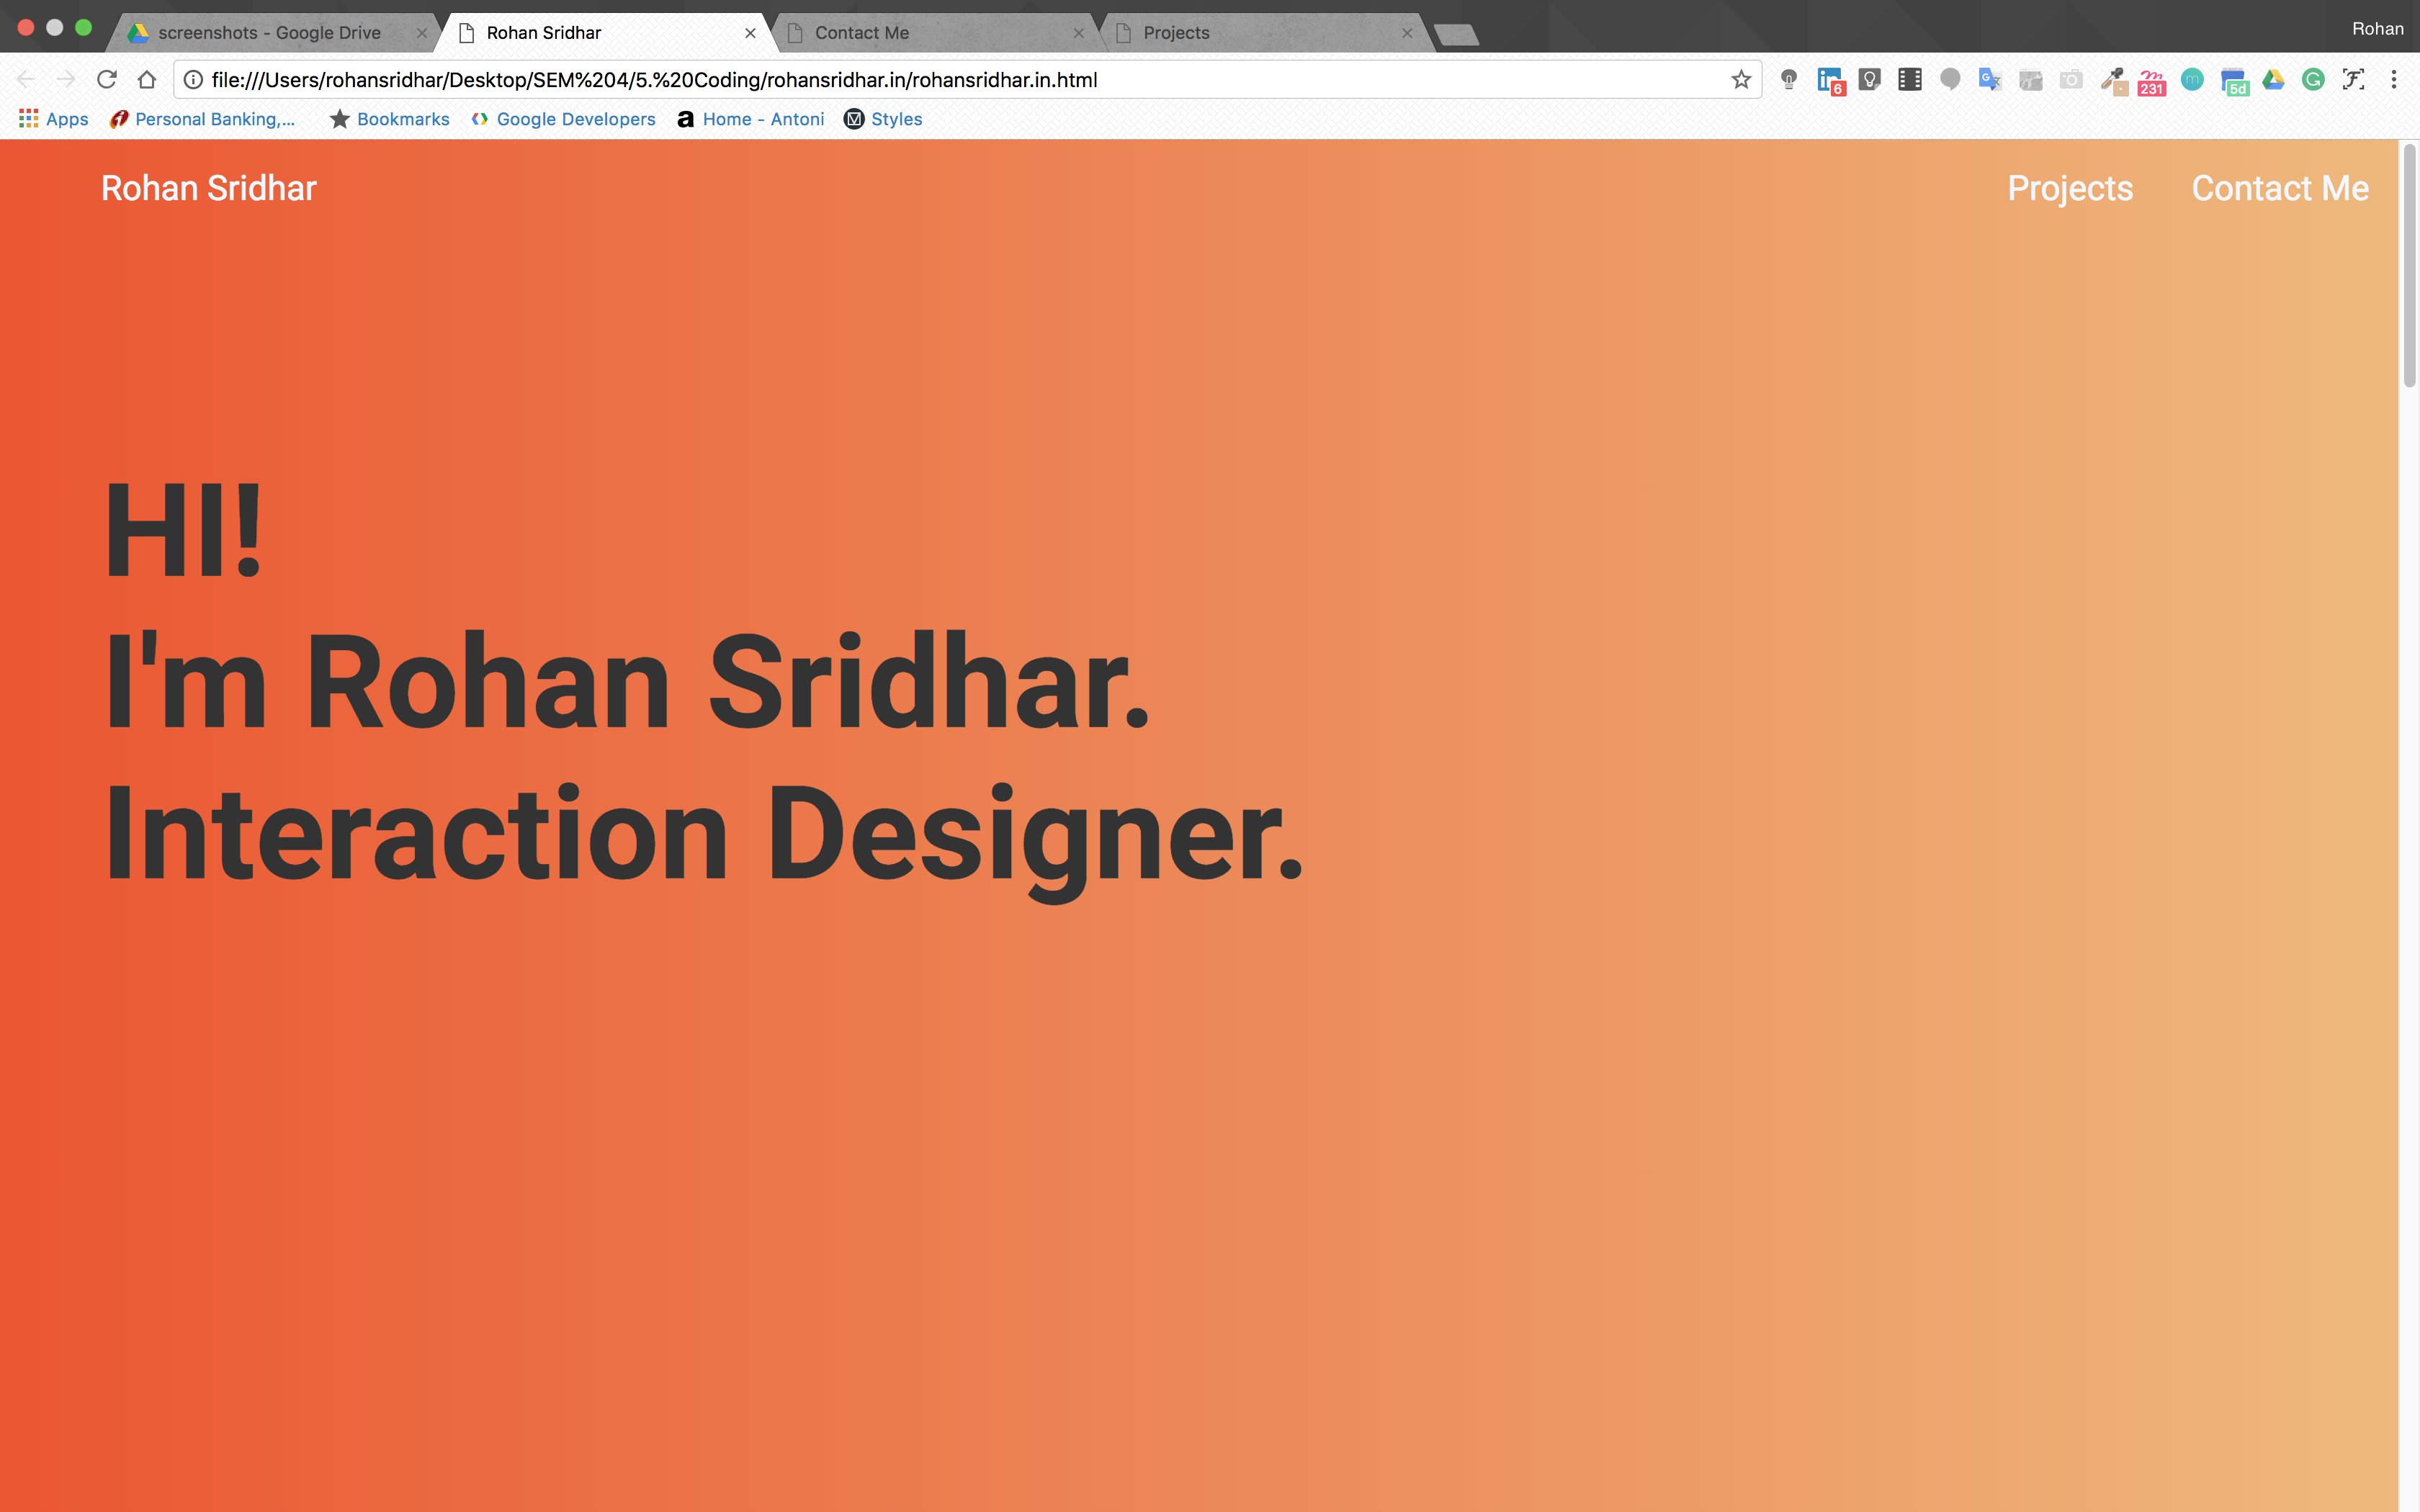 screenshots - Google Drive
Rohan Sridhar
Contact Me
Projects
Rohan
file:///Users/rohansridhar/Desktop/SEM%204/5.%20Coding/rohansridhar.in/rohansridhar.in.html
6
231
5d
Apps
Personal Banking,...
Bookmarks
Google Developers
Home - Antoni
Styles
Rohan Sridhar
Projects
Contact Me
HI!
I'm Rohan Sridhar.
Interaction Designer.